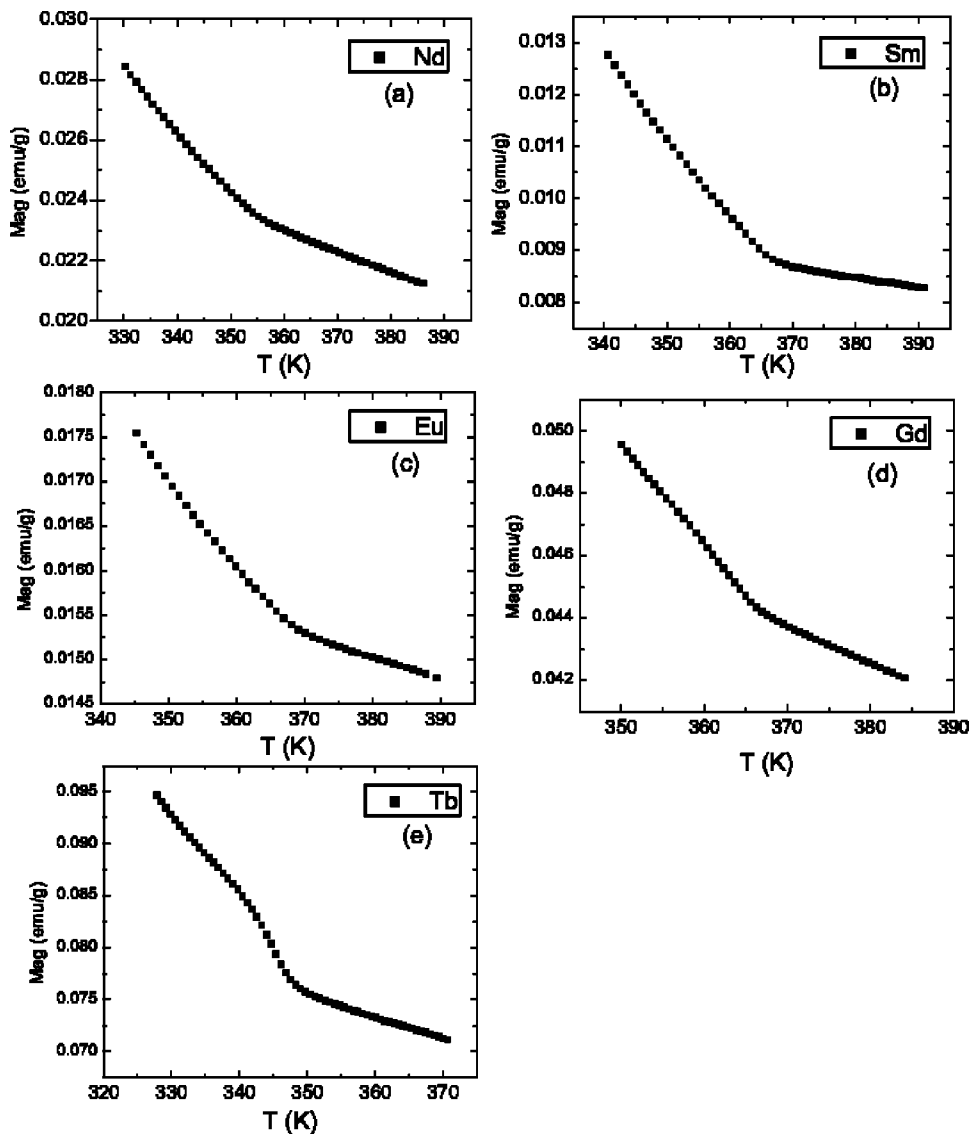 Nd
(a)
Mag (emu/g)
0.030
0.028
0.026
0.024
0.022
0.020
330 340 350 360 370 380 390
T (K)
Sm
(b)
Mag (emu/g)
0.013
0.012
0.011
0.010
0.009
0.008
340 350 360 370 380 390
T (K)
Eu
(c)
Mag (emu/g)
0.0180
0.0175
0.0170
0.0165
0.0160
0.0155
0.0150
0.0145
340 350 360 370 380 390
T (K)
Gd
(d)
Mag (emu/g)
0.050
0.048
0.046
0.044
0.042
350 360 370 380 390
T (K)
Tb
(e)
Mag (emu/g)
0.095
0.090
0.085
0.080
0.075
0.070
320 330 340 350 360 370
T (K)